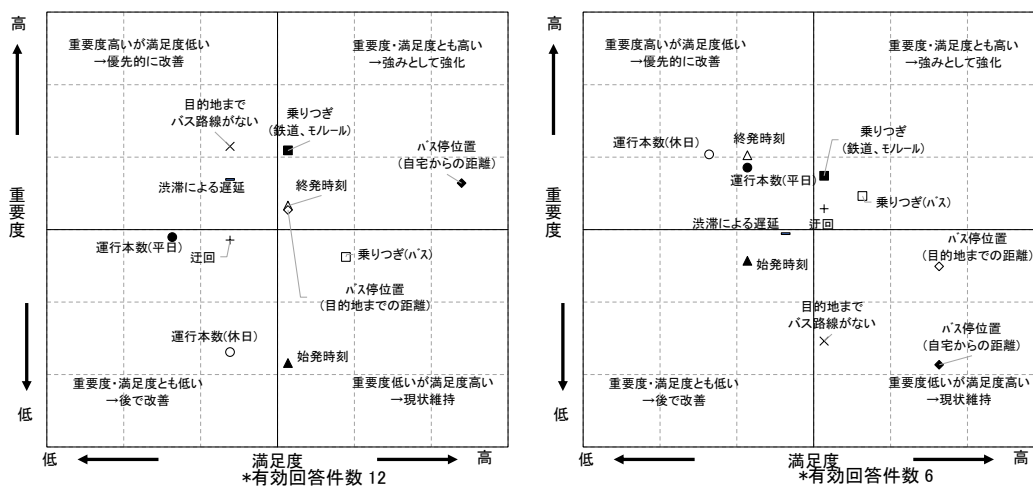 高
重要度高いが満足度低い
→優先的に改善
重要度・満足度とも高い
→強みとして強化
目的地まで
バス路線がない
乗りつぎ
(鉄道、モノレール)
バス停位置
(自宅からの距離)
渋滞による遅延
終発時刻
重要度
運行本数(平日)
迂回
乗りつぎ(バス)
バス停位置
(目的地までの距離)
運行本数(休日)
始発時刻
重要度・満足度とも低い
→後で改善
重要度低いが満足度高い
→現状維持
低
低
満足度
高
*有効回答件数 12
高
重要度高いが満足度低い
→優先的に改善
重要度・満足度とも高い
→強みとして強化
運行本数(休日)
終発時刻
乗りつぎ
(鉄道、モノレール)
運行本数(平日)
乗りつぎ(バス)
重要度
渋滞による遅延
迂回
バス停位置
(目的地までの距離)
始発時刻
目的地まで
バス路線がない
バス停位置
(自宅からの距離)
重要度・満足度とも低い
→後で改善
重要度低いが満足度高い
→現状維持
低
低
満足度
高
*有効回答件数 6